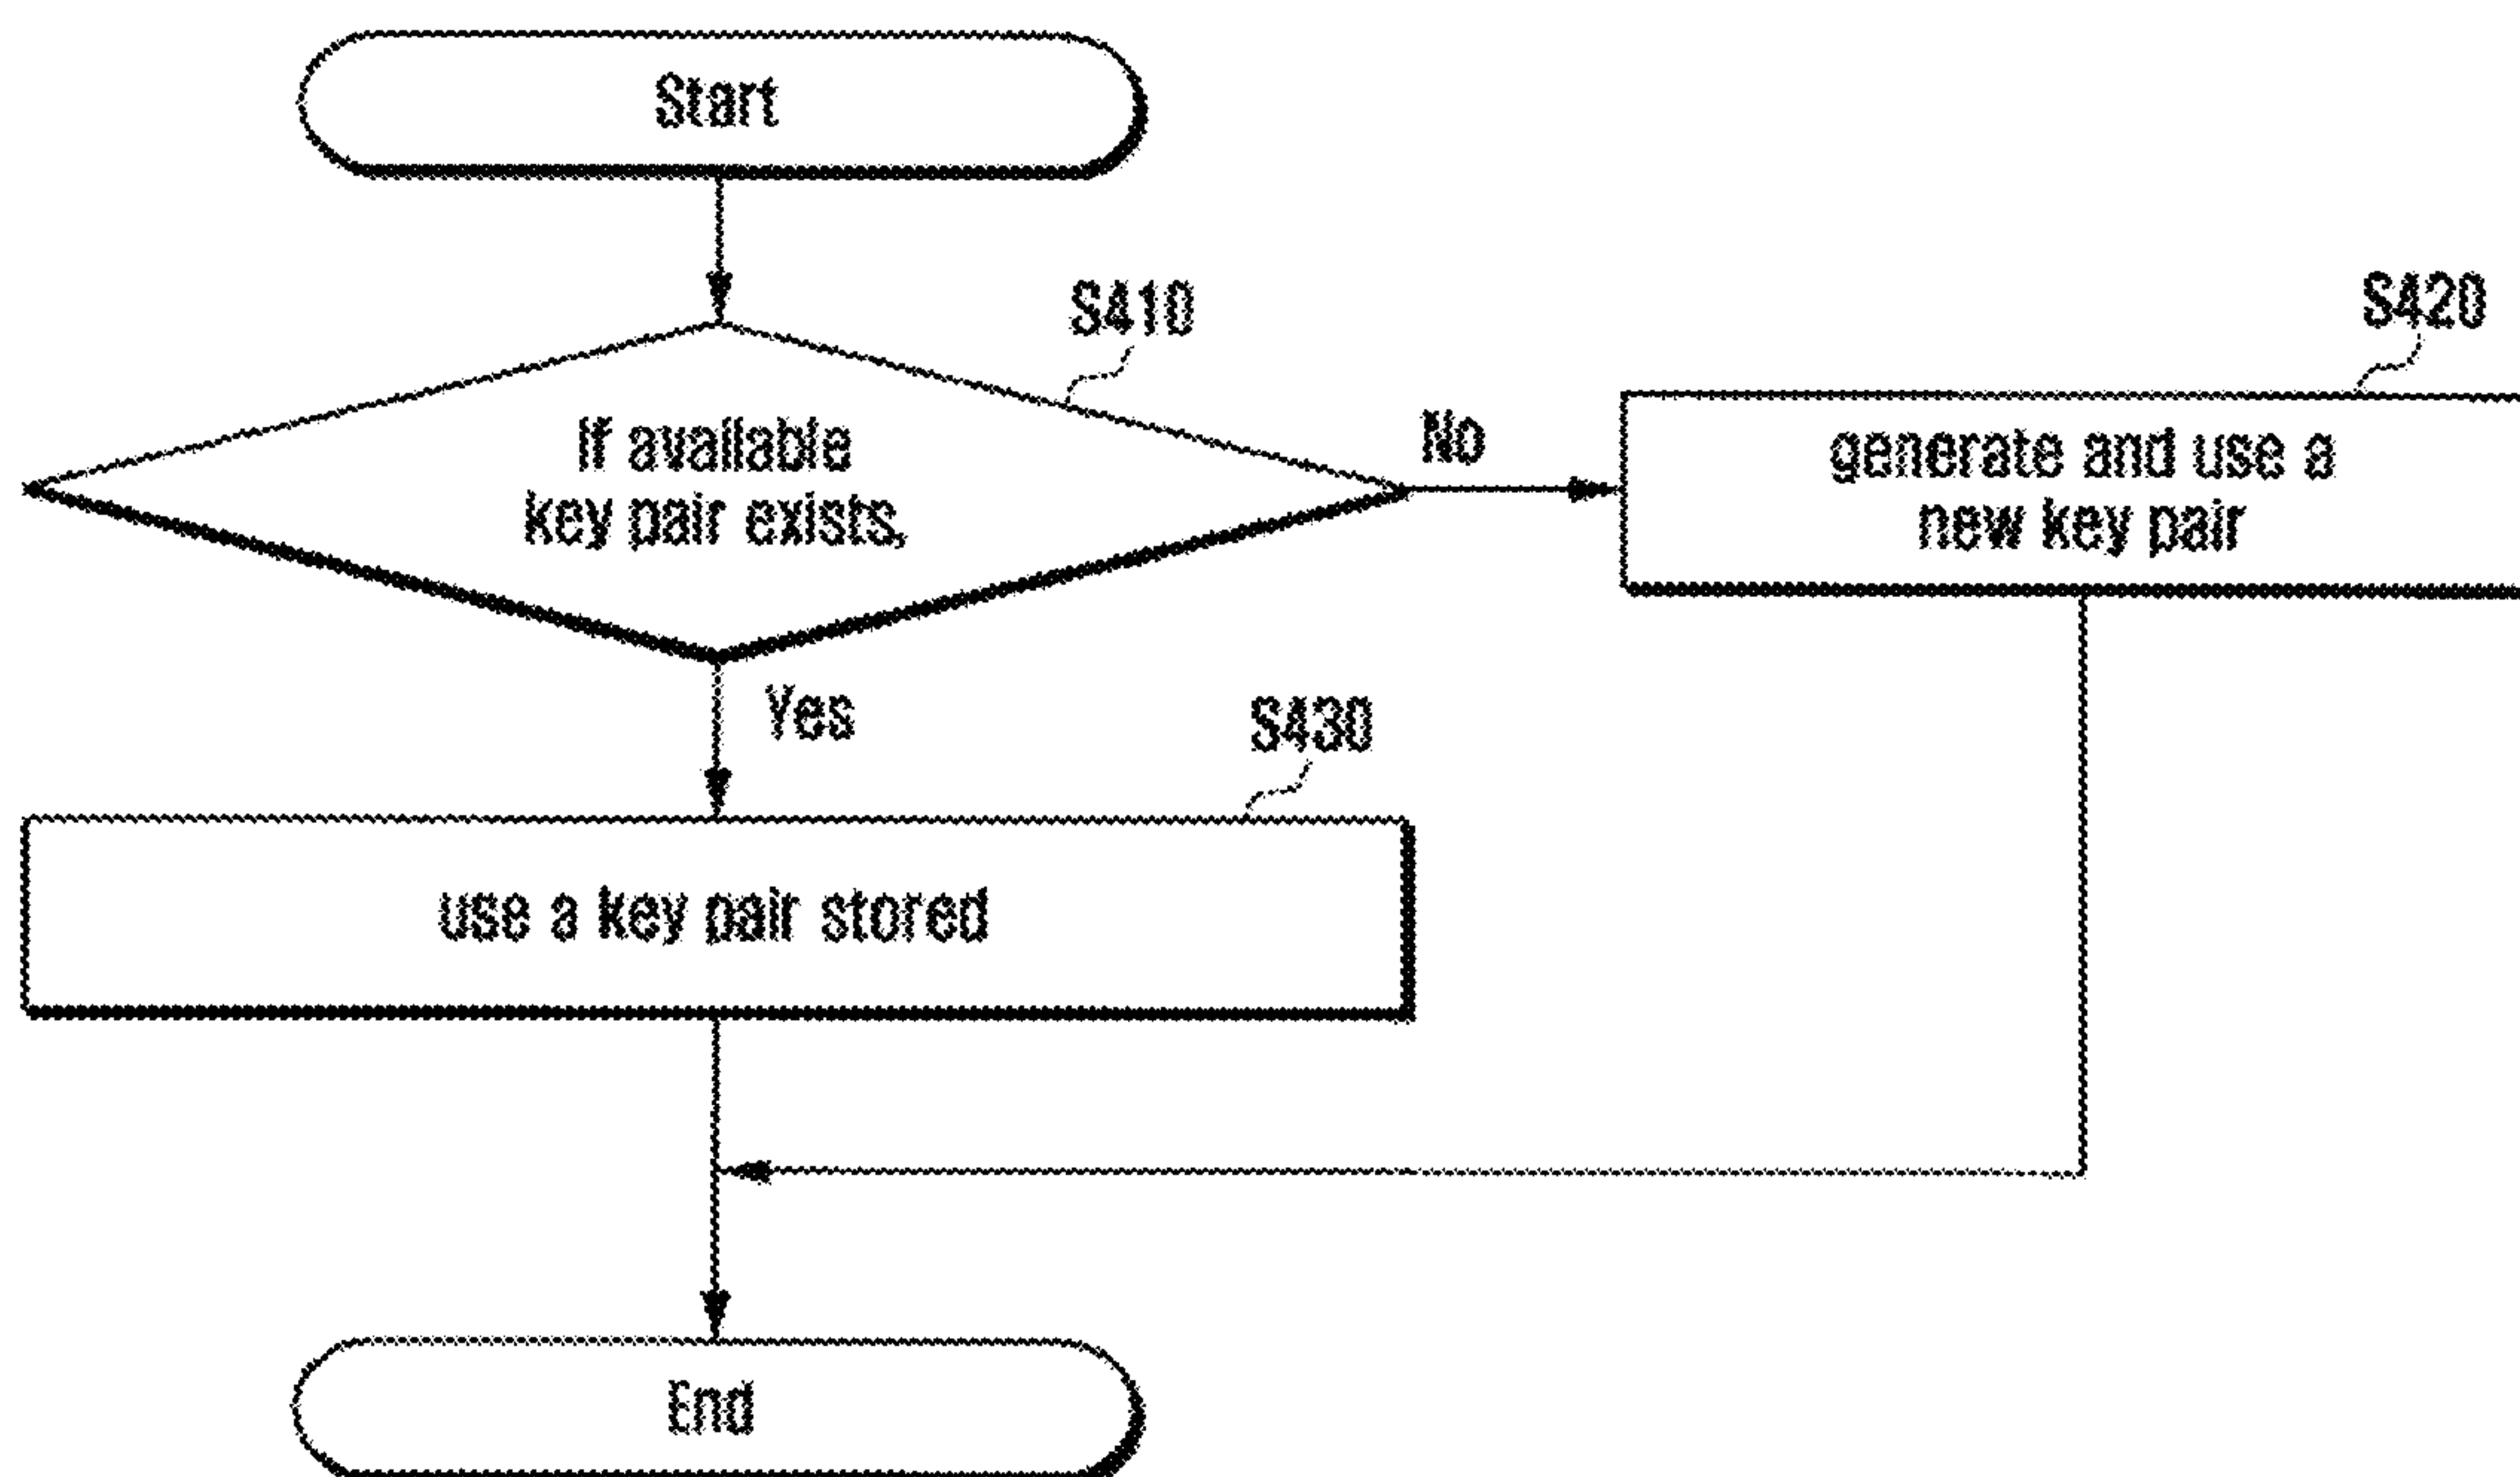 Start
S410
S420
If available
key pair exists,
No
generate and use a
new key pair
Yes
S430
use a key pair stored
End